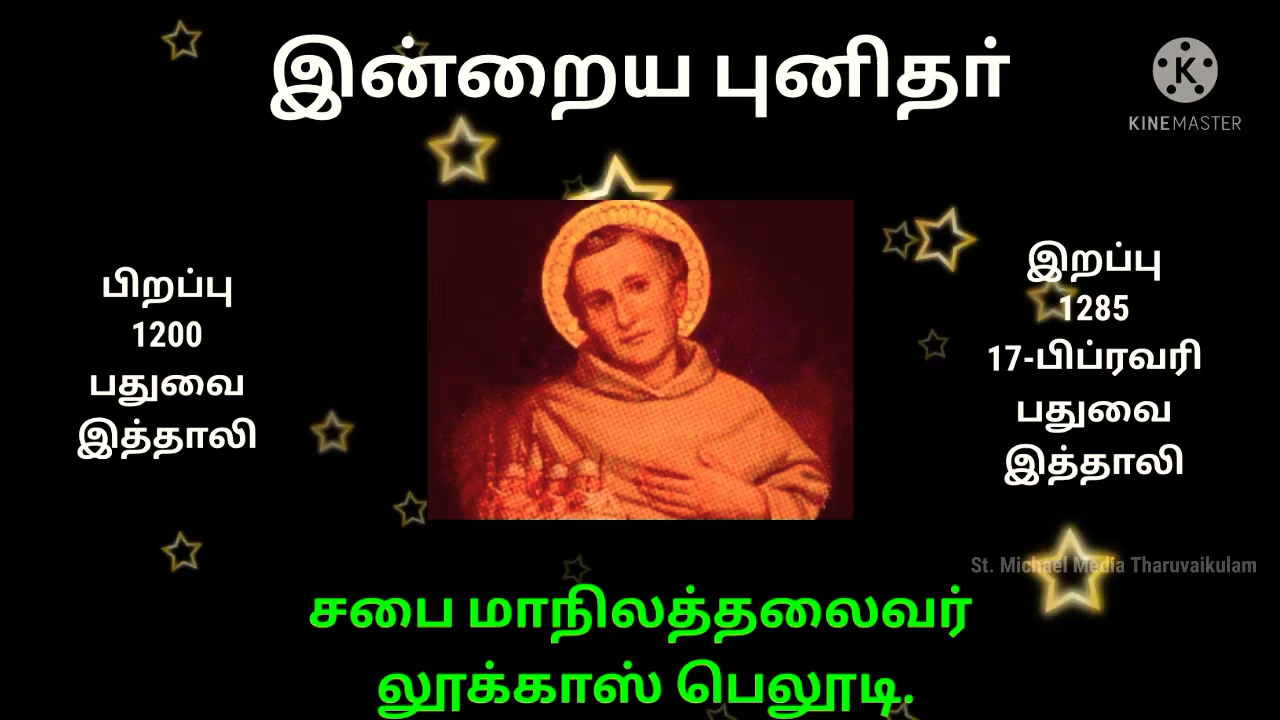 இன்றைய புனிதர்
KINEMASTER
பிறப்பு
1200
பதுவை
இத்தாலி
இறப்பு
1285
17-பிப்ரவரி
பதுவை
இத்தாலி
St. Michael Media Tharuvaikulam
சபை மாநிலத்தலைவர்
லூக்காஸ் பெலூடி.